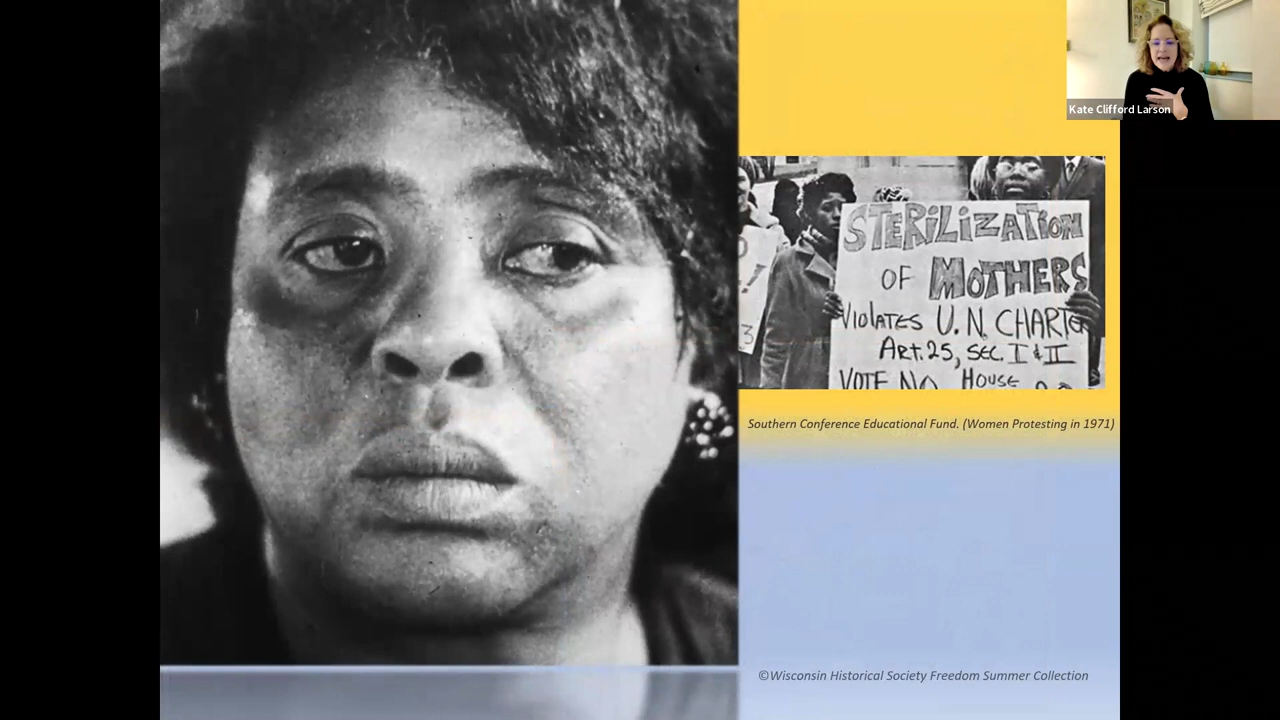 Kate Clifford Larson
STERiLiZATiON
OF MOTHERS
ViOLATES U.N. CHARTE
ART. 25, SEC. I & II
VOTE NO HOUSE
3
Southern Conference Educational Fund. (Women Protesting in 1971)
©Wisconsin Historical Society Freedom Summer Collection